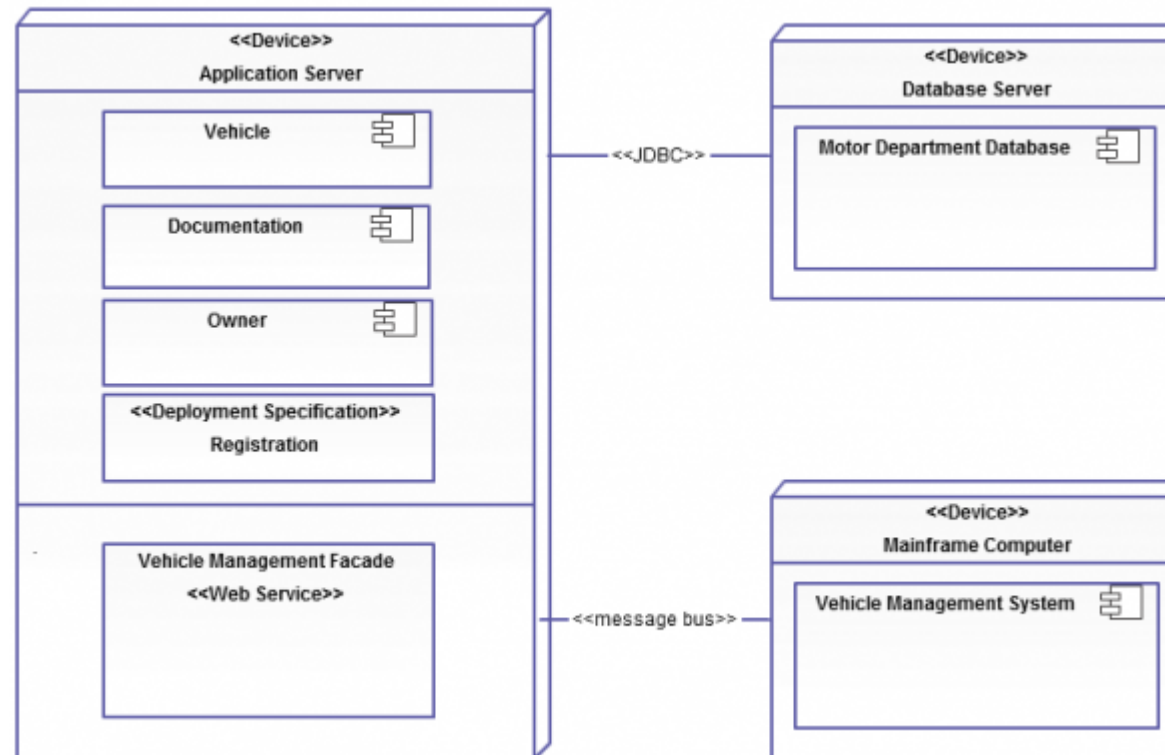 <<Device>>
Application Server
Vehicle
Documentation
Owner
<<Deployment Specification>>
Registration
Vehicle Management Facade
<<Web Service>>
<<JDBC>>
<<message bus>>
<<Device>>
Database Server
Motor Department Database
<<Device>>
Mainframe Computer
Vehicle Management System